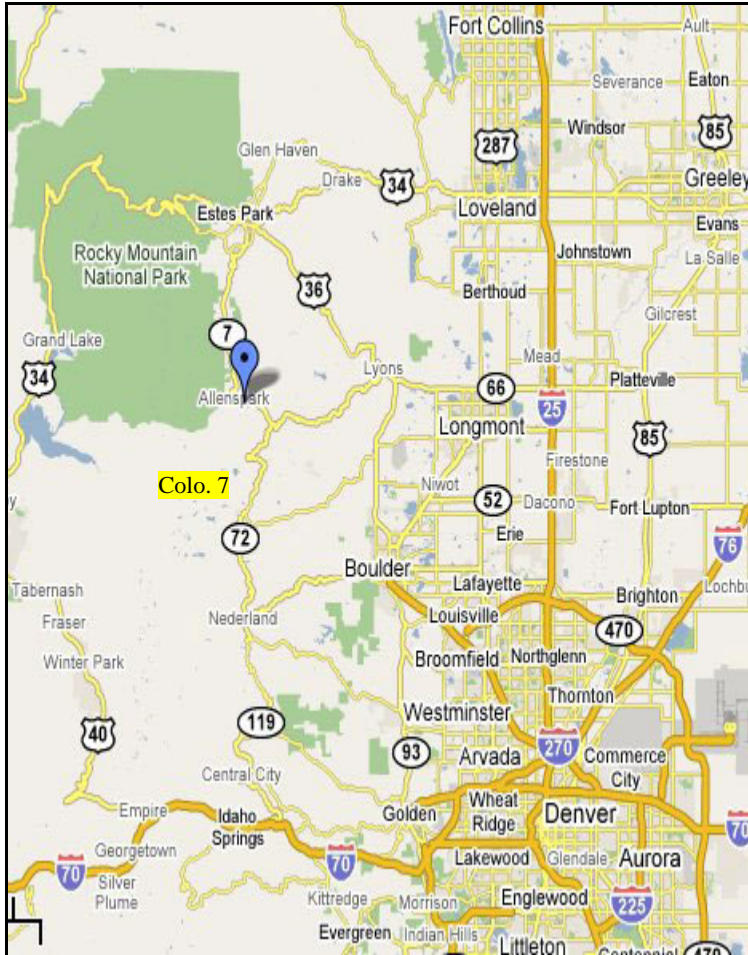 Fort Collins
Ault
Severance
Eaton
Windsor
85
Glen Haven
287
Drake
34
Greeley
Estes Park
Loveland
Evans
Rocky Mountain
National Park
Johnstown
La Salle
36
Berthoud
Gilcrest
7
Grand Lake
Mead
Lyons
34
66
Platteville
Allenspark
25
Longmont
85
Firestone
Colo. 7
Niwot
52
Dacono
Fort Lupton
72
Erie
76
Boulder
Lafayette
Tabernash
Brighton
Lochbu
Nederland
Louisville
Fraser
470
Broomfield
Northglenn
Winter Park
Thornton
Westminster
119
40
93
270
Arvada
Commerce
City
Central City
Empire
Idaho
Springs
Golden
Wheat
Ridge
Denver
70
Georgetown
70
70
Lakewood
Glendale
Aurora
Silver
Plume
Kittredge
Morrison
Englewood
225
Evergreen
Indian Hills
Littleton
Centennial
470